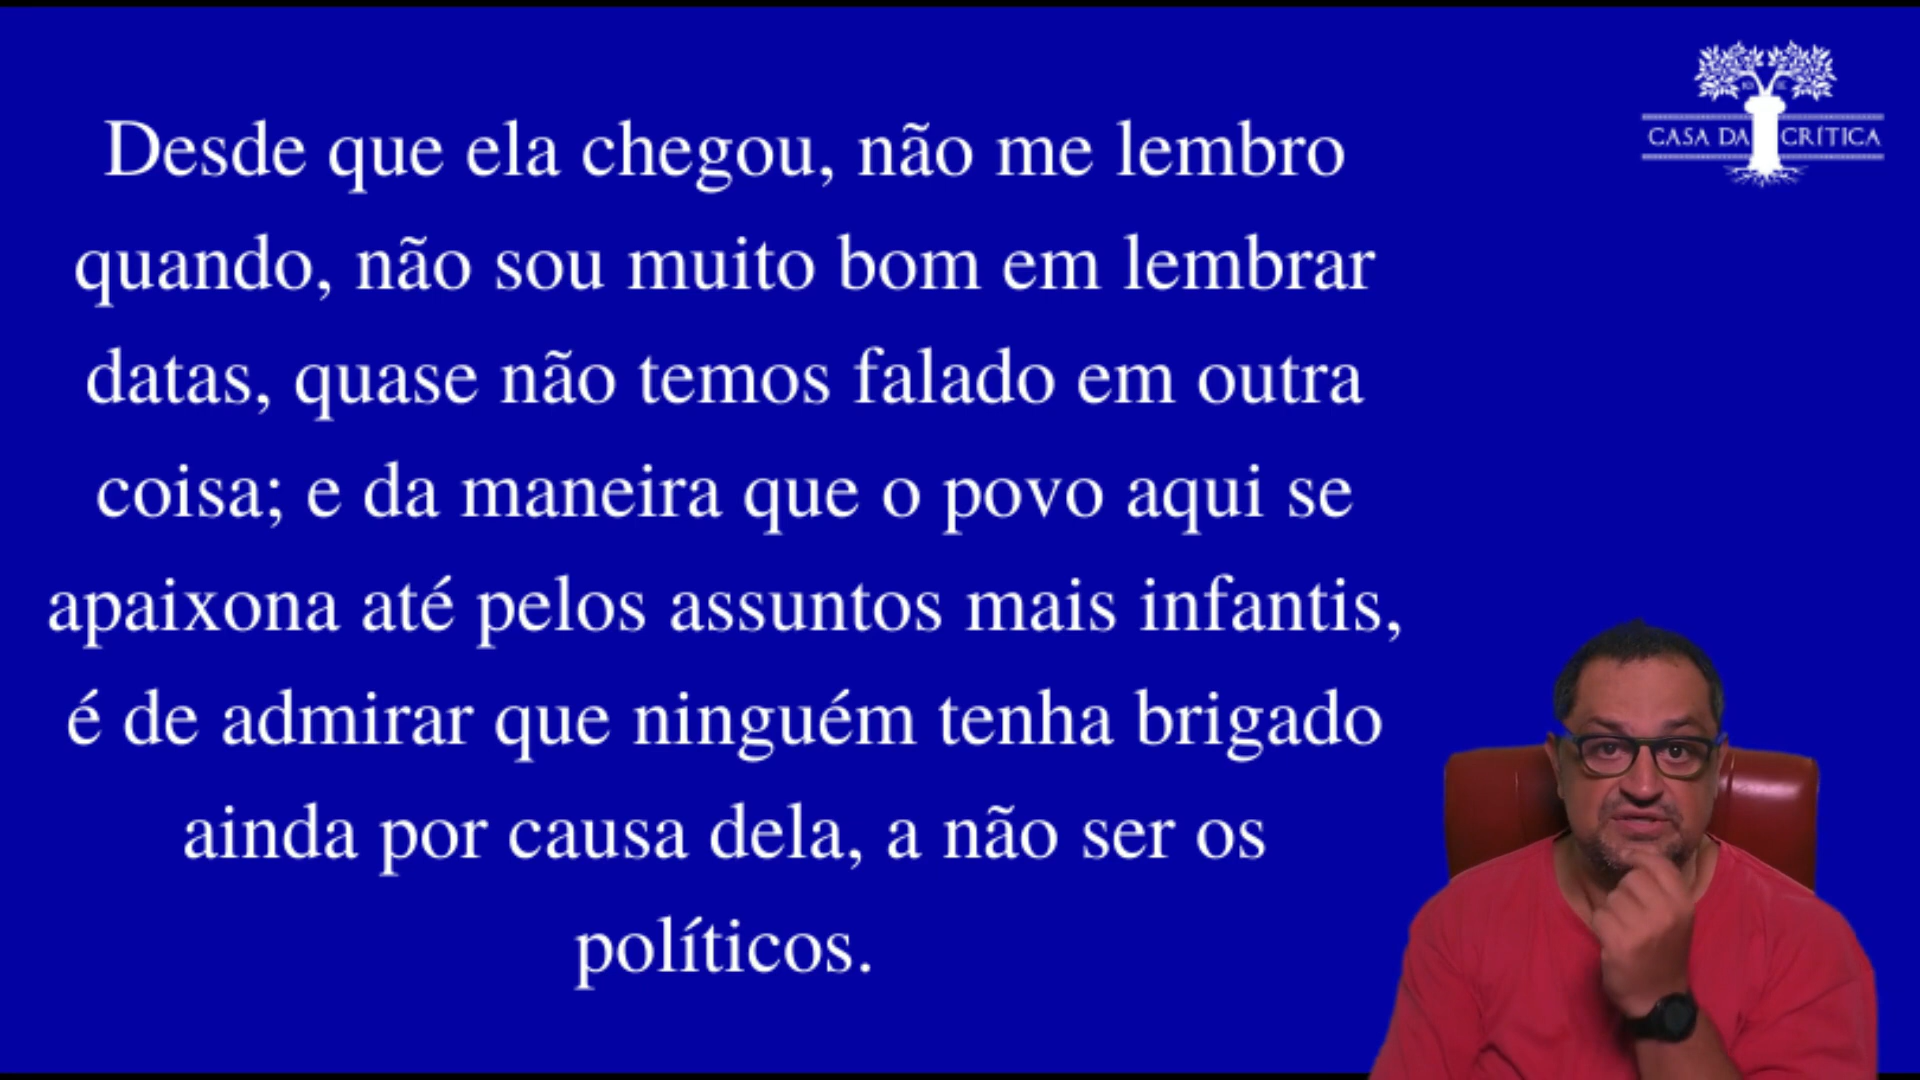 Desde que ela chegou, não me lembro
quando, não sou muito bom em lembrar
datas, quase não temos falado em outra
coisa; e da maneira que o povo aqui se
apaixona até pelos assuntos mais infantis,
é de admirar que ninguém tenha brigado
ainda por causa dela, a não ser os
políticos.
CASA DA CRÍTICA